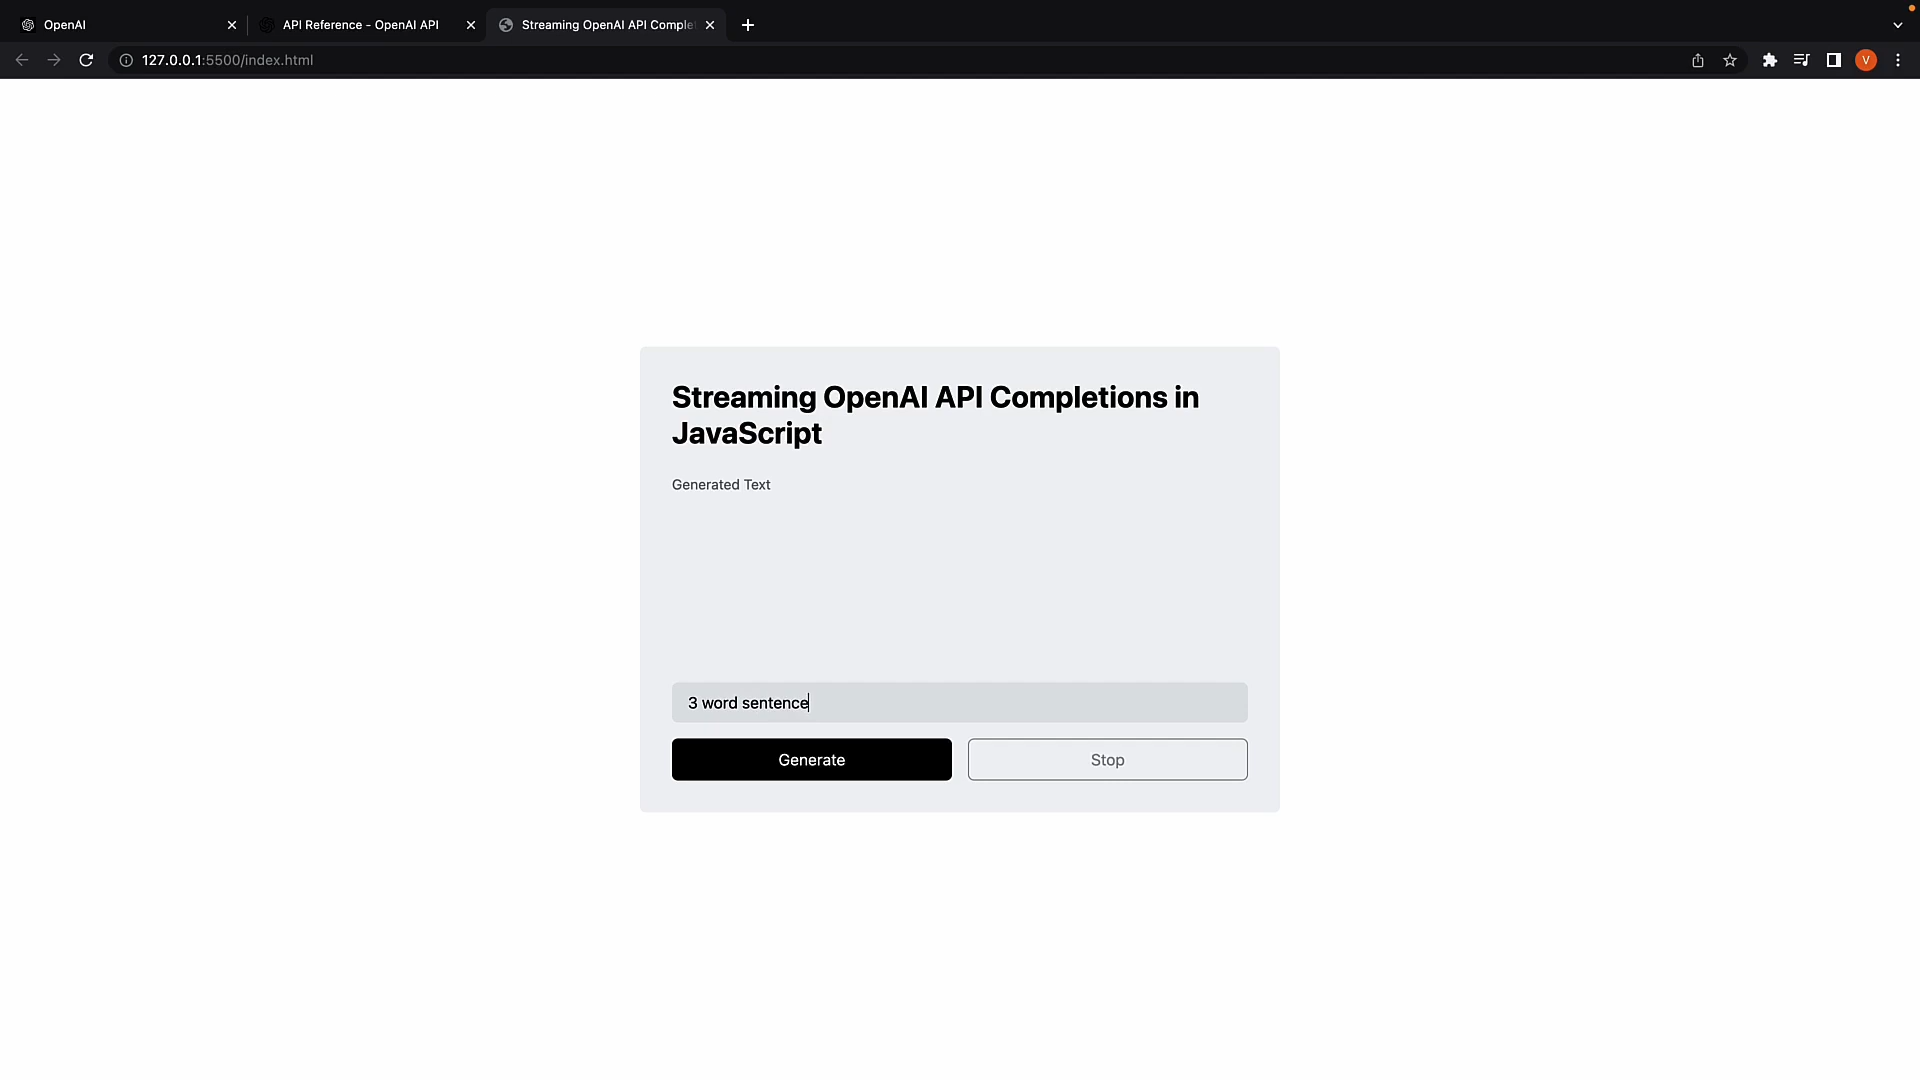 OpenAI
API Reference - OpenAI API
Streaming OpenAI API Comple
127.0.0.1:5500/index.html
V
Streaming OpenAI API Completions in
JavaScript
Generated Text
3 word sentence
Generate
Stop